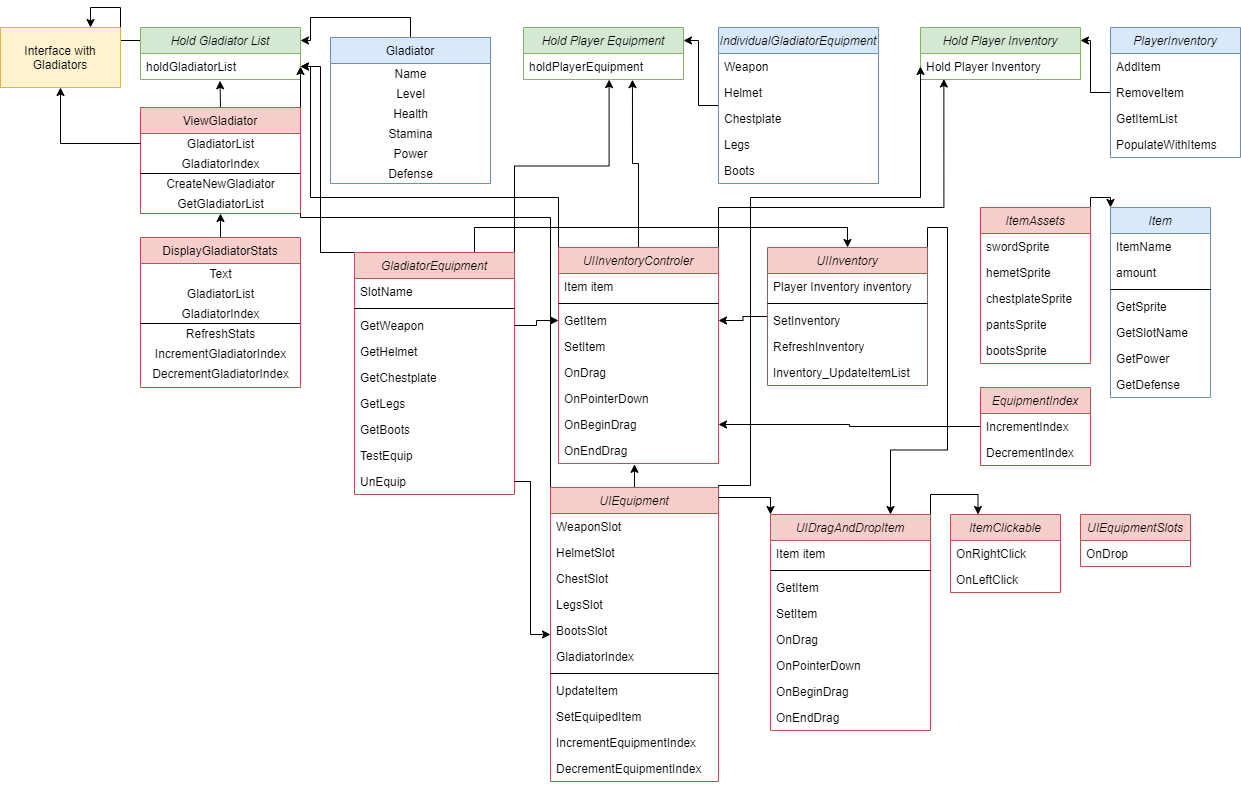 Interface with
Gladiators
Hold Gladiator List
holdGladiatorList
Gladiator
Name
Level
Health
Stamina
Power
Defense
Hold Player Equipment
holdPlayerEquipment
IndividualGladiatorEquipment
Weapon
Helmet
Chestplate
Legs
Boots
Hold Player Inventory
Hold Player Inventory
PlayerInventory
AddItem
RemoveItem
GetItemList
PopulateWithItems
ViewGladiator
GladiatorList
GladiatorIndex
CreateNewGladiator
GetGladiatorList
DisplayGladiatorStats
Text
GladiatorList
GladiatorIndex
RefreshStats
IncrementGladiatorIndex
DecrementGladiatorIndex
GladiatorEquipment
SlotName
GetWeapon
GetHelmet
GetChestplate
GetLegs
GetBoots
TestEquip
UnEquip
UIInventoryControler
Item item
GetItem
SetItem
OnDrag
OnPointerDown
OnBeginDrag
OnEndDrag
UIInventory
Player Inventory inventory
SetInventory
RefreshInventory
Inventory_UpdateItemList
ItemAssets
swordSprite
hemetSprite
chestplateSprite
pantsSprite
bootsSprite
Item
ItemName
amount
GetSprite
GetSlotName
GetPower
GetDefense
EquipmentIndex
IncrementIndex
DecrementIndex
UIEquipment
WeaponSlot
HelmetSlot
ChestSlot
LegsSlot
BootsSlot
GladiatorIndex
UpdateItem
SetEquipedItem
IncrementEquipmentIndex
DecrementEquipmentIndex
UIDragAndDropItem
Item item
GetItem
SetItem
OnDrag
OnPointerDown
OnBeginDrag
OnEndDrag
ItemClickable
OnRightClick
OnLeftClick
UIEquipmentSlots
OnDrop